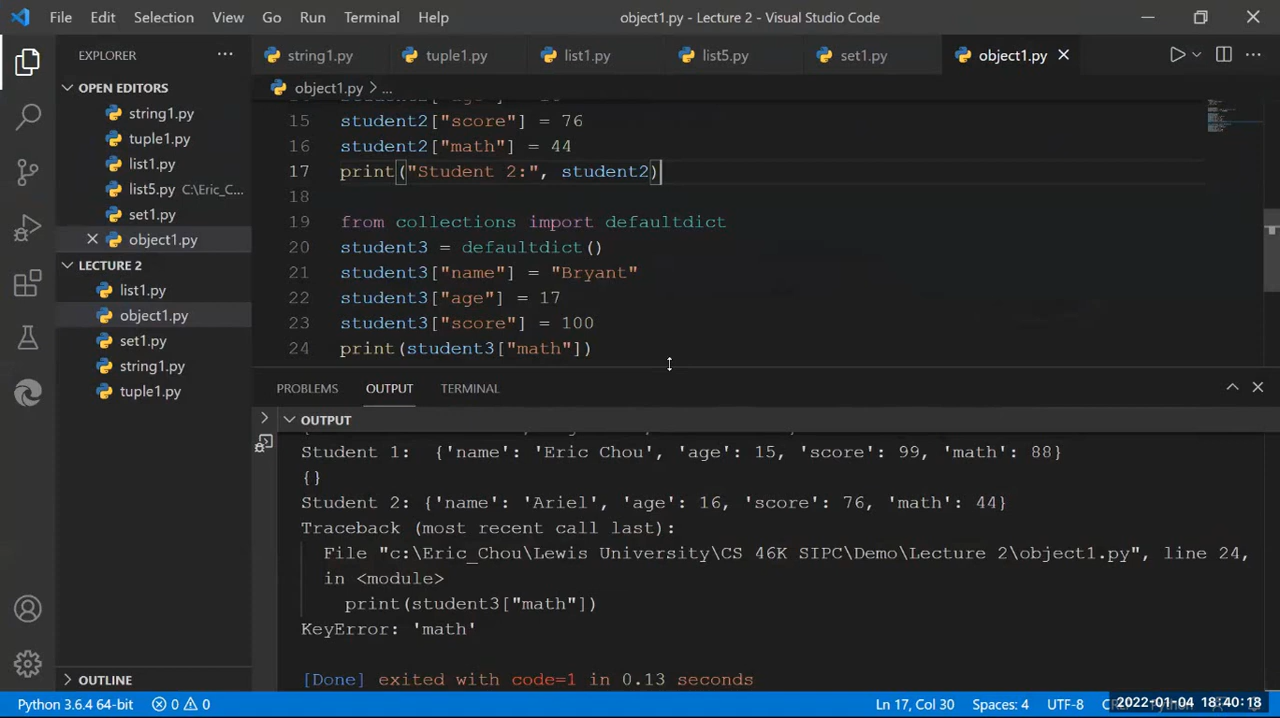 File Edit Selection View Go Run Terminal Help object1.py - Lecture 2 - Visual Studio Code
EXPLORER
string1.py tuple1.py list1.py list5.py set1.py object1.py
OPEN EDITORS
string1.py
tuple1.py
list1.py
list5.py C:\Eric_C...
set1.py
object1.py
LECTURE 2
list1.py
object1.py
set1.py
string1.py
tuple1.py
OUTLINE
object1.py > ...
15 student2["score"] = 76
16 student2["math"] = 44
17 print("Student 2:", student2)
18
19 from collections import defaultdict
20 student3 = defaultdict()
21 student3["name"] = "Bryant"
22 student3["age"] = 17
23 student3["score"] = 100
24 print(student3["math"])
PROBLEMS OUTPUT TERMINAL
OUTPUT
Student 1:  {'name': 'Eric Chou', 'age': 15, 'score': 99, 'math': 88}
{}
Student 2: {'name': 'Ariel', 'age': 16, 'score': 76, 'math': 44}
Traceback (most recent call last):
File "c:\Eric_Chou\Lewis University\CS 46K SIPC\Demo\Lecture 2\object1.py", line 24,
in <module>
print(student3["math"])
KeyError: 'math'
[Done] exited with code=1 in 0.13 seconds
Python 3.6.4 64-bit 0 0 Ln 17, Col 30 Spaces: 4 UTF-8 2022-01-04 18:40:18